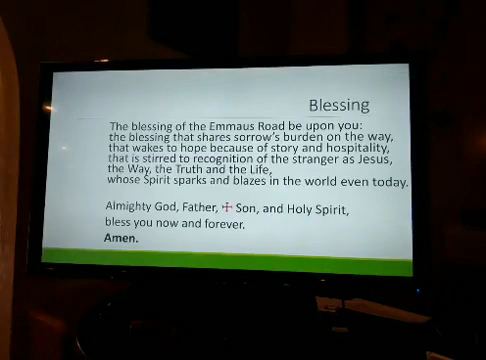 Blessing
The blessing of the Emmaus Road be upon you:
the blessing that shares sorrow's burden on the way,
that wakes to hope because of story and hospitality,
that is stirred to recognition of the stranger as Jesus,
the Way, the Truth and the Life,
whose Spirit sparks and blazes in the world even today.
Almighty God, Father, ☩ Son, and Holy Spirit,
bless you now and forever.
Amen.